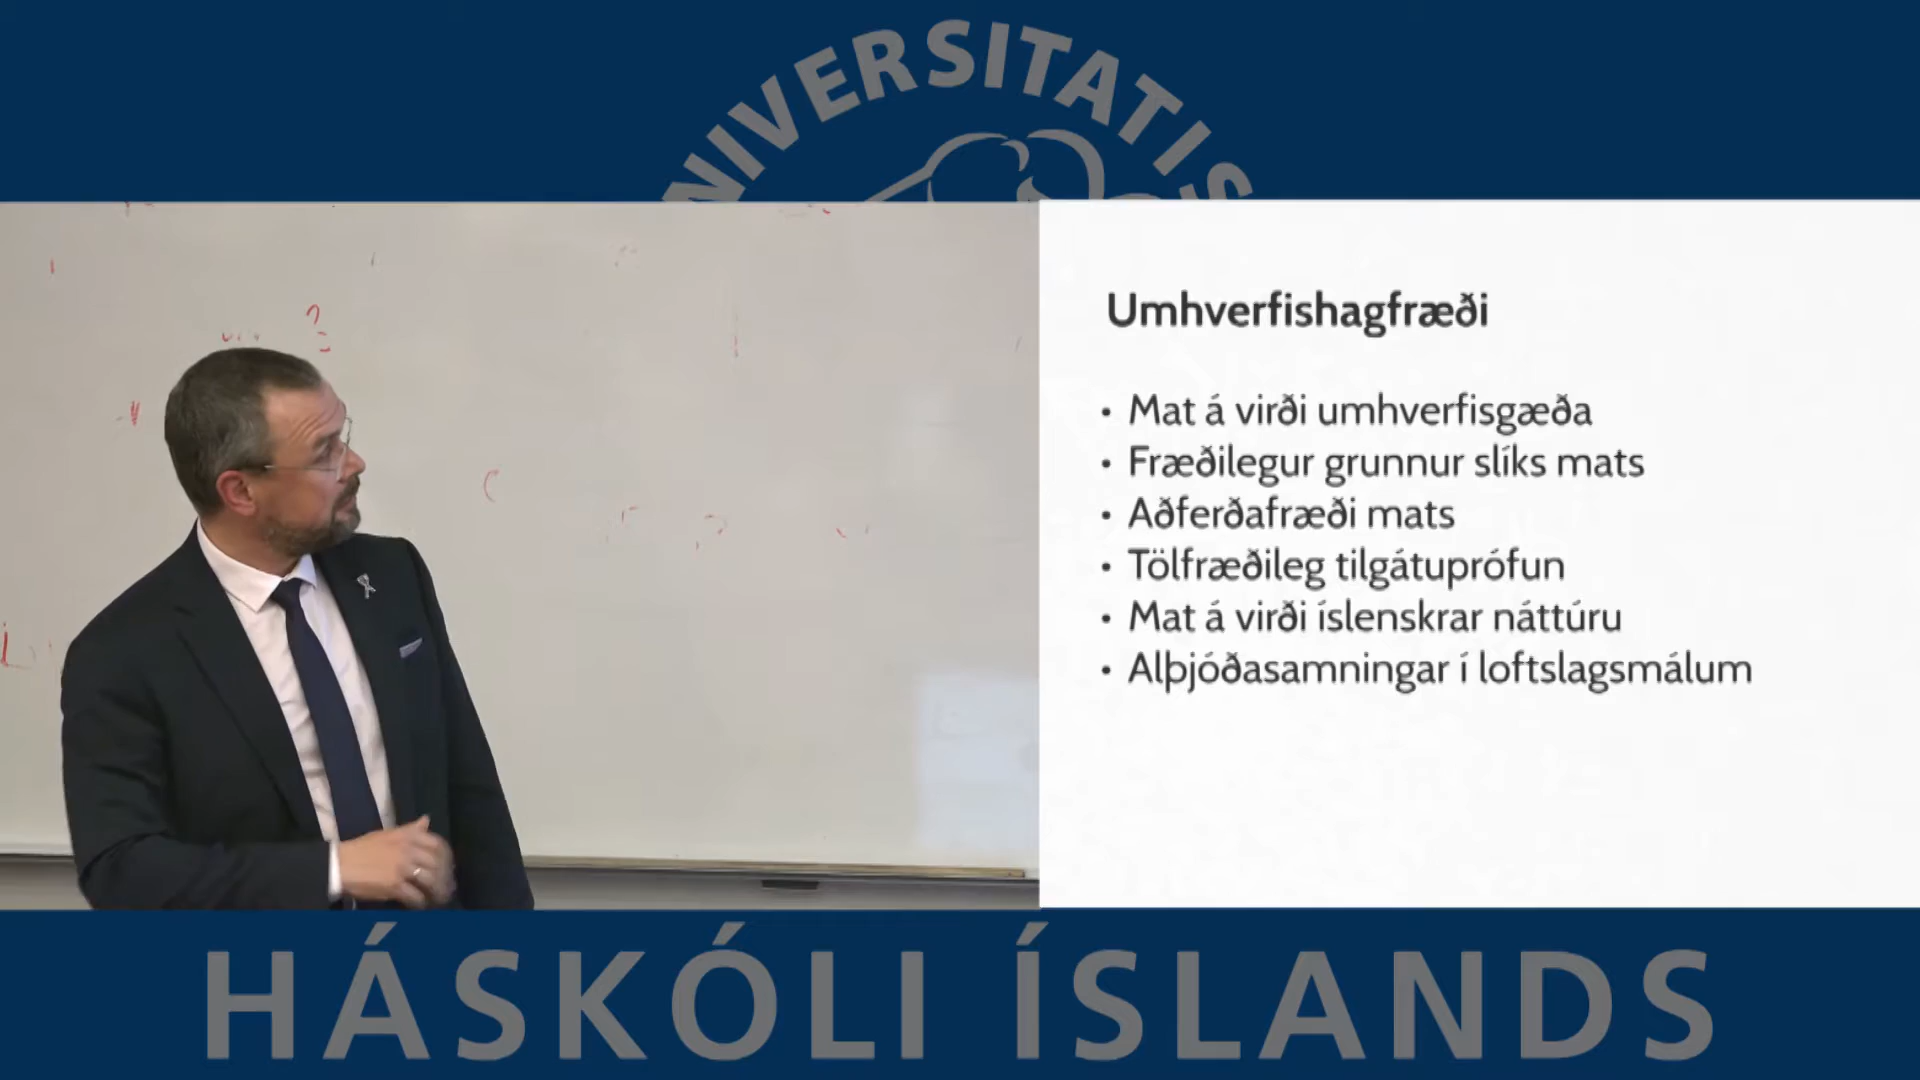 NIVERSITATIS
Umhverfishagfræði
• Mat á virði umhverfisgæða
• Fræðilegur grunnur slíks mats
• Aðferðafræði mats
• Tölfræðileg tilgátuprófun
• Mat á virði íslenskrar náttúru
• Alþjóðasamningar í loftslagsmálum
HÁSKÓLI ÍSLANDS